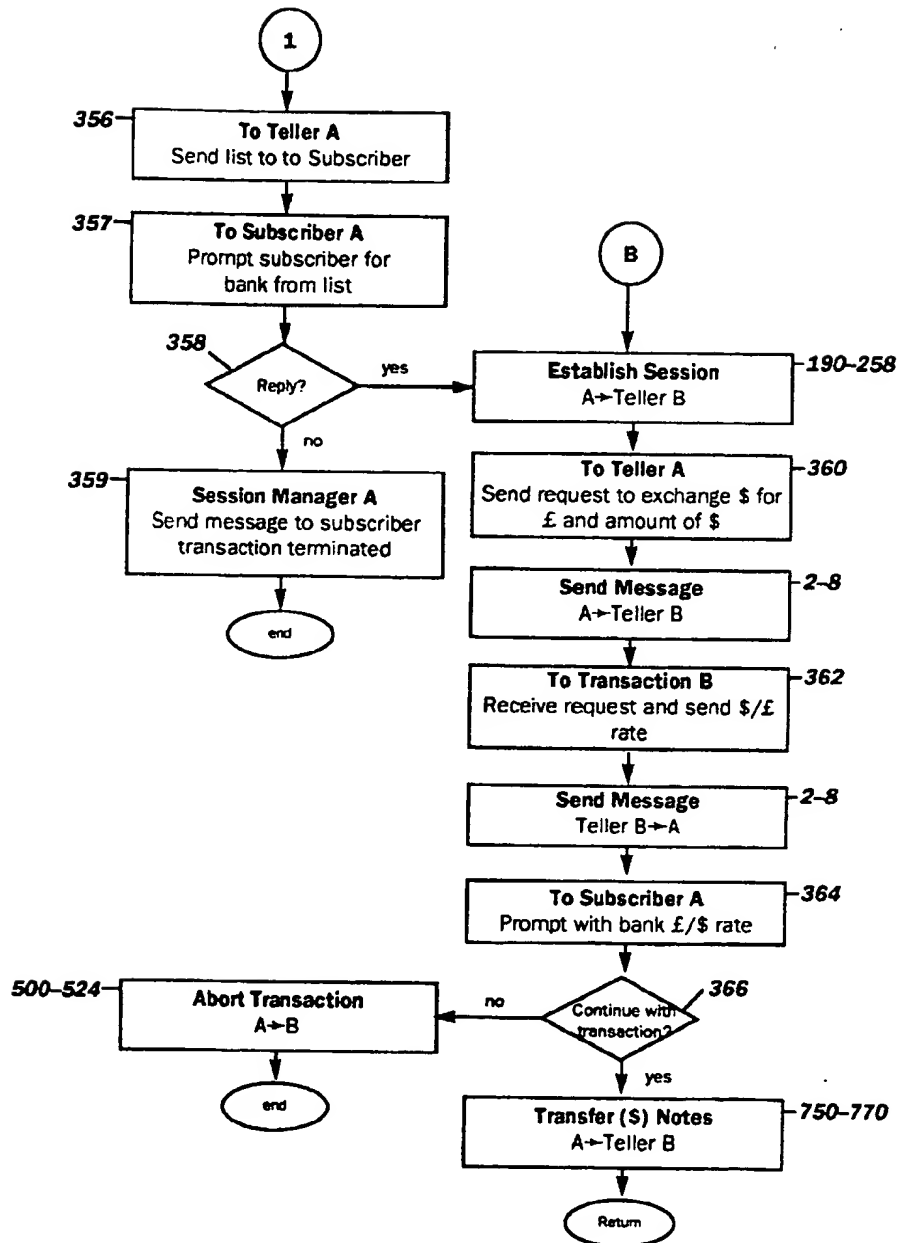 1
356
To Teller A
Send list to to Subscriber
357
To Subscriber A
Prompt subscriber for
bank from list
358
Reply?
yes
no
359
Session Manager A
Send message to subscriber
transaction terminated
end
B
Establish Session
A→Teller B
190–258
To Teller A
Send request to exchange $ for
£ and amount of $
360
Send Message
A→Teller B
2–8
To Transaction B
Receive request and send $/£
rate
362
Send Message
Teller B→A
2–8
To Subscriber A
Prompt with bank £/$ rate
364
Continue with
transaction?
366
no
500–524
Abort Transaction
A→B
end
yes
Transfer ($) Notes
A→Teller B
750–770
Return